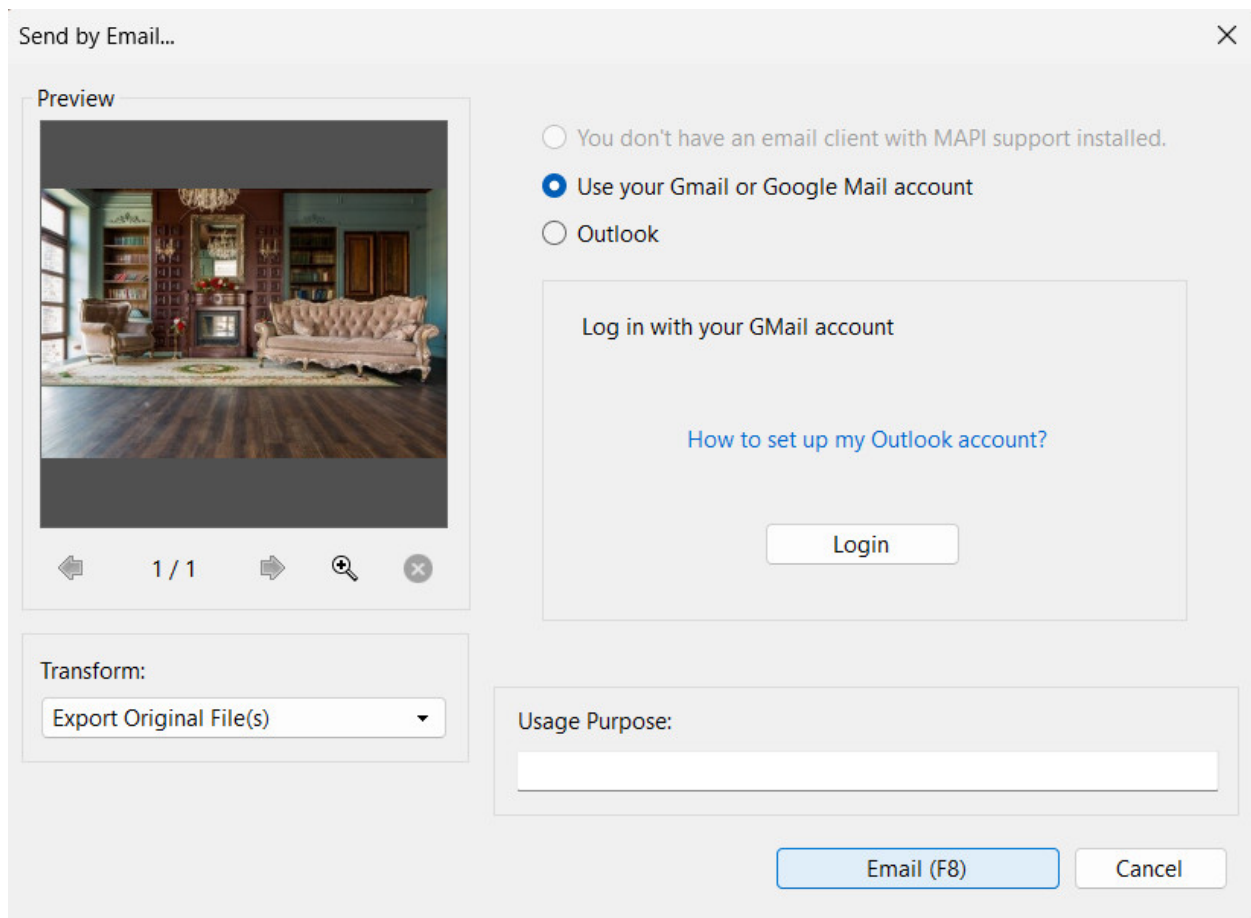 Send by Email...
Preview
You don't have an email client with MAPI support installed.
Use your Gmail or Google Mail account
Outlook
Log in with your GMail account
How to set up my Outlook account?
Login
1 / 1
Transform:
Export Original File(s)
Usage Purpose:
Email (F8)
Cancel